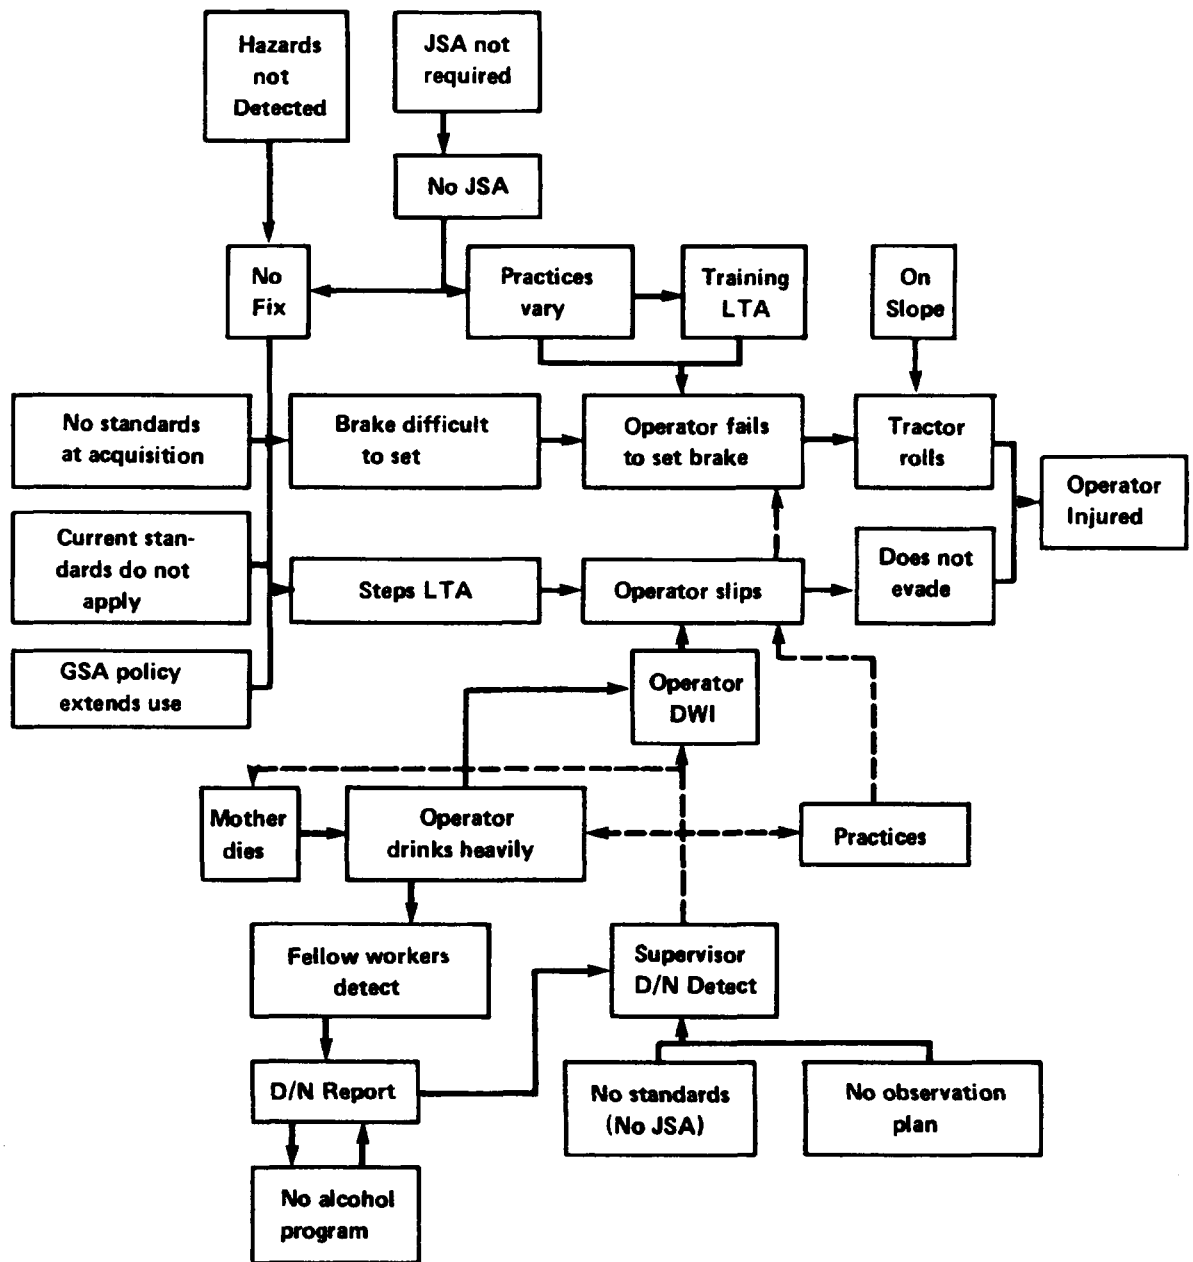 Hazards
not
Detected
JSA not
required
No JSA
No
Fix
Practices
vary
Training
LTA
On
Slope
No standards
at acquisition
Brake difficult
to set
Operator fails
to set brake
Tractor
rolls
Operator
Injured
Current stan-
dards do not
apply
Steps LTA
Operator slips
Does not
evade
GSA policy
extends use
Operator
DWI
Mother
dies
Operator
drinks heavily
Practices
Fellow workers
detect
Supervisor
D/N Detect
D/N Report
No standards
(No JSA)
No observation
plan
No alcohol
program